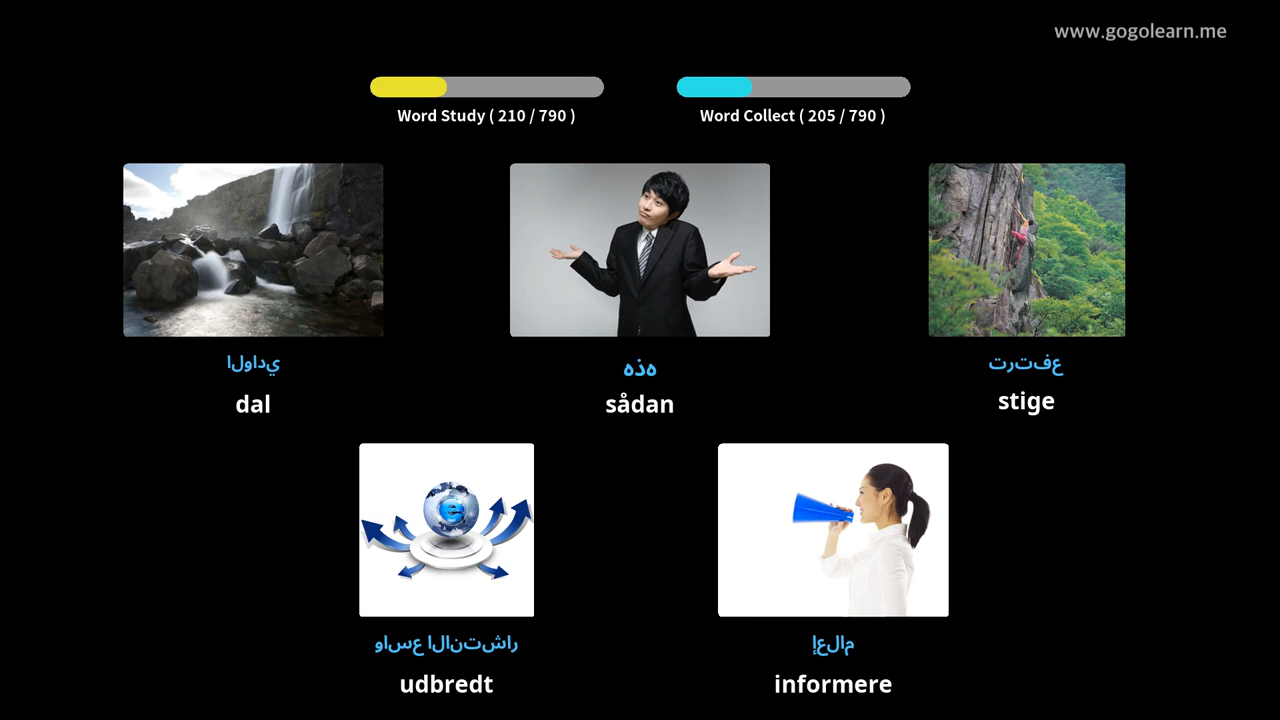 www.gogolearn.me
Word Study ( 210 / 790 )
Word Collect ( 205 / 790 )
الوادي
هذه
ترتفع
dal
sådan
stige
واسع الانتشار
إعلام
udbredt
informere